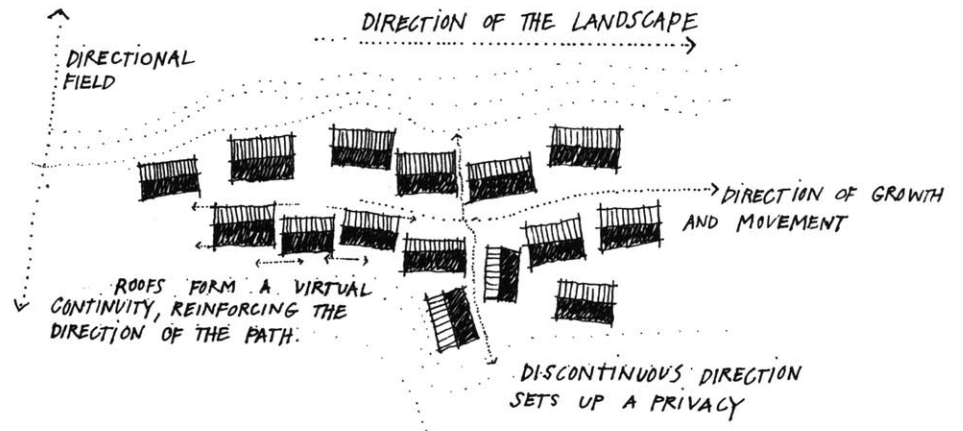 DIRECTION OF THE LANDSCAPE
DIRECTIONAL
FIELD
DIRECTION OF GROWTH
AND MOVEMENT
ROOFS FORM A VIRTUAL
CONTINUITY, REINFORCING THE
DIRECTION OF THE PATH.
DISCONTINUOUS DIRECTION
SETS UP A PRIVACY